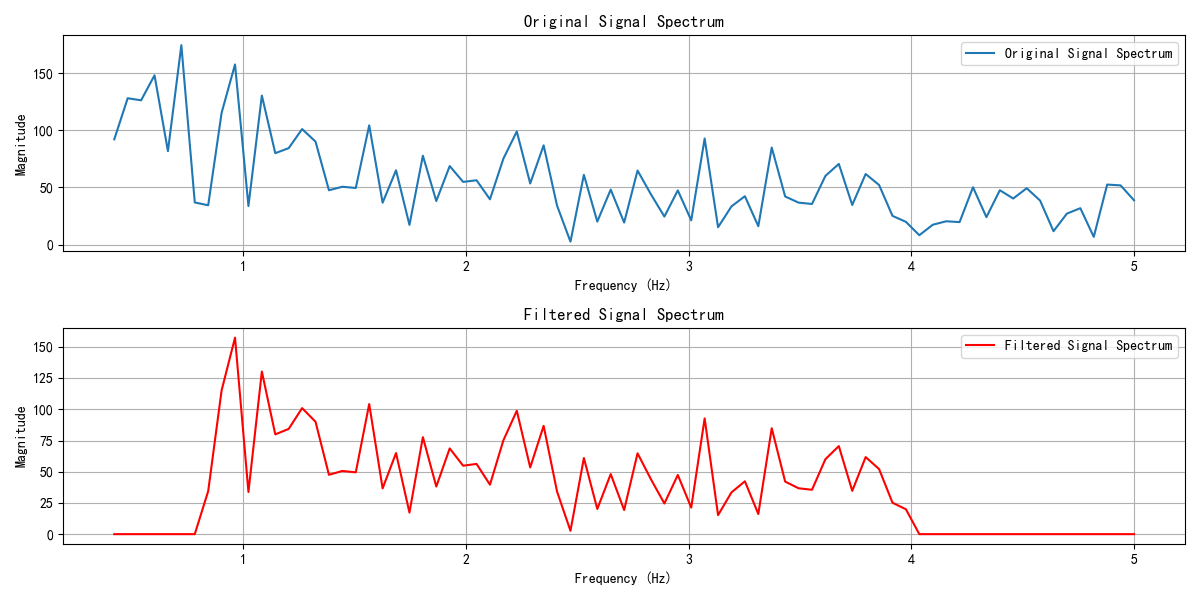 Original Signal Spectrum
Original Signal Spectrum
Magnitude
150
100
50
0
1 2 3 4 5
Frequency (Hz)
Filtered Signal Spectrum
Filtered Signal Spectrum
Magnitude
150
125
100
75
50
25
0
1 2 3 4 5
Frequency (Hz)